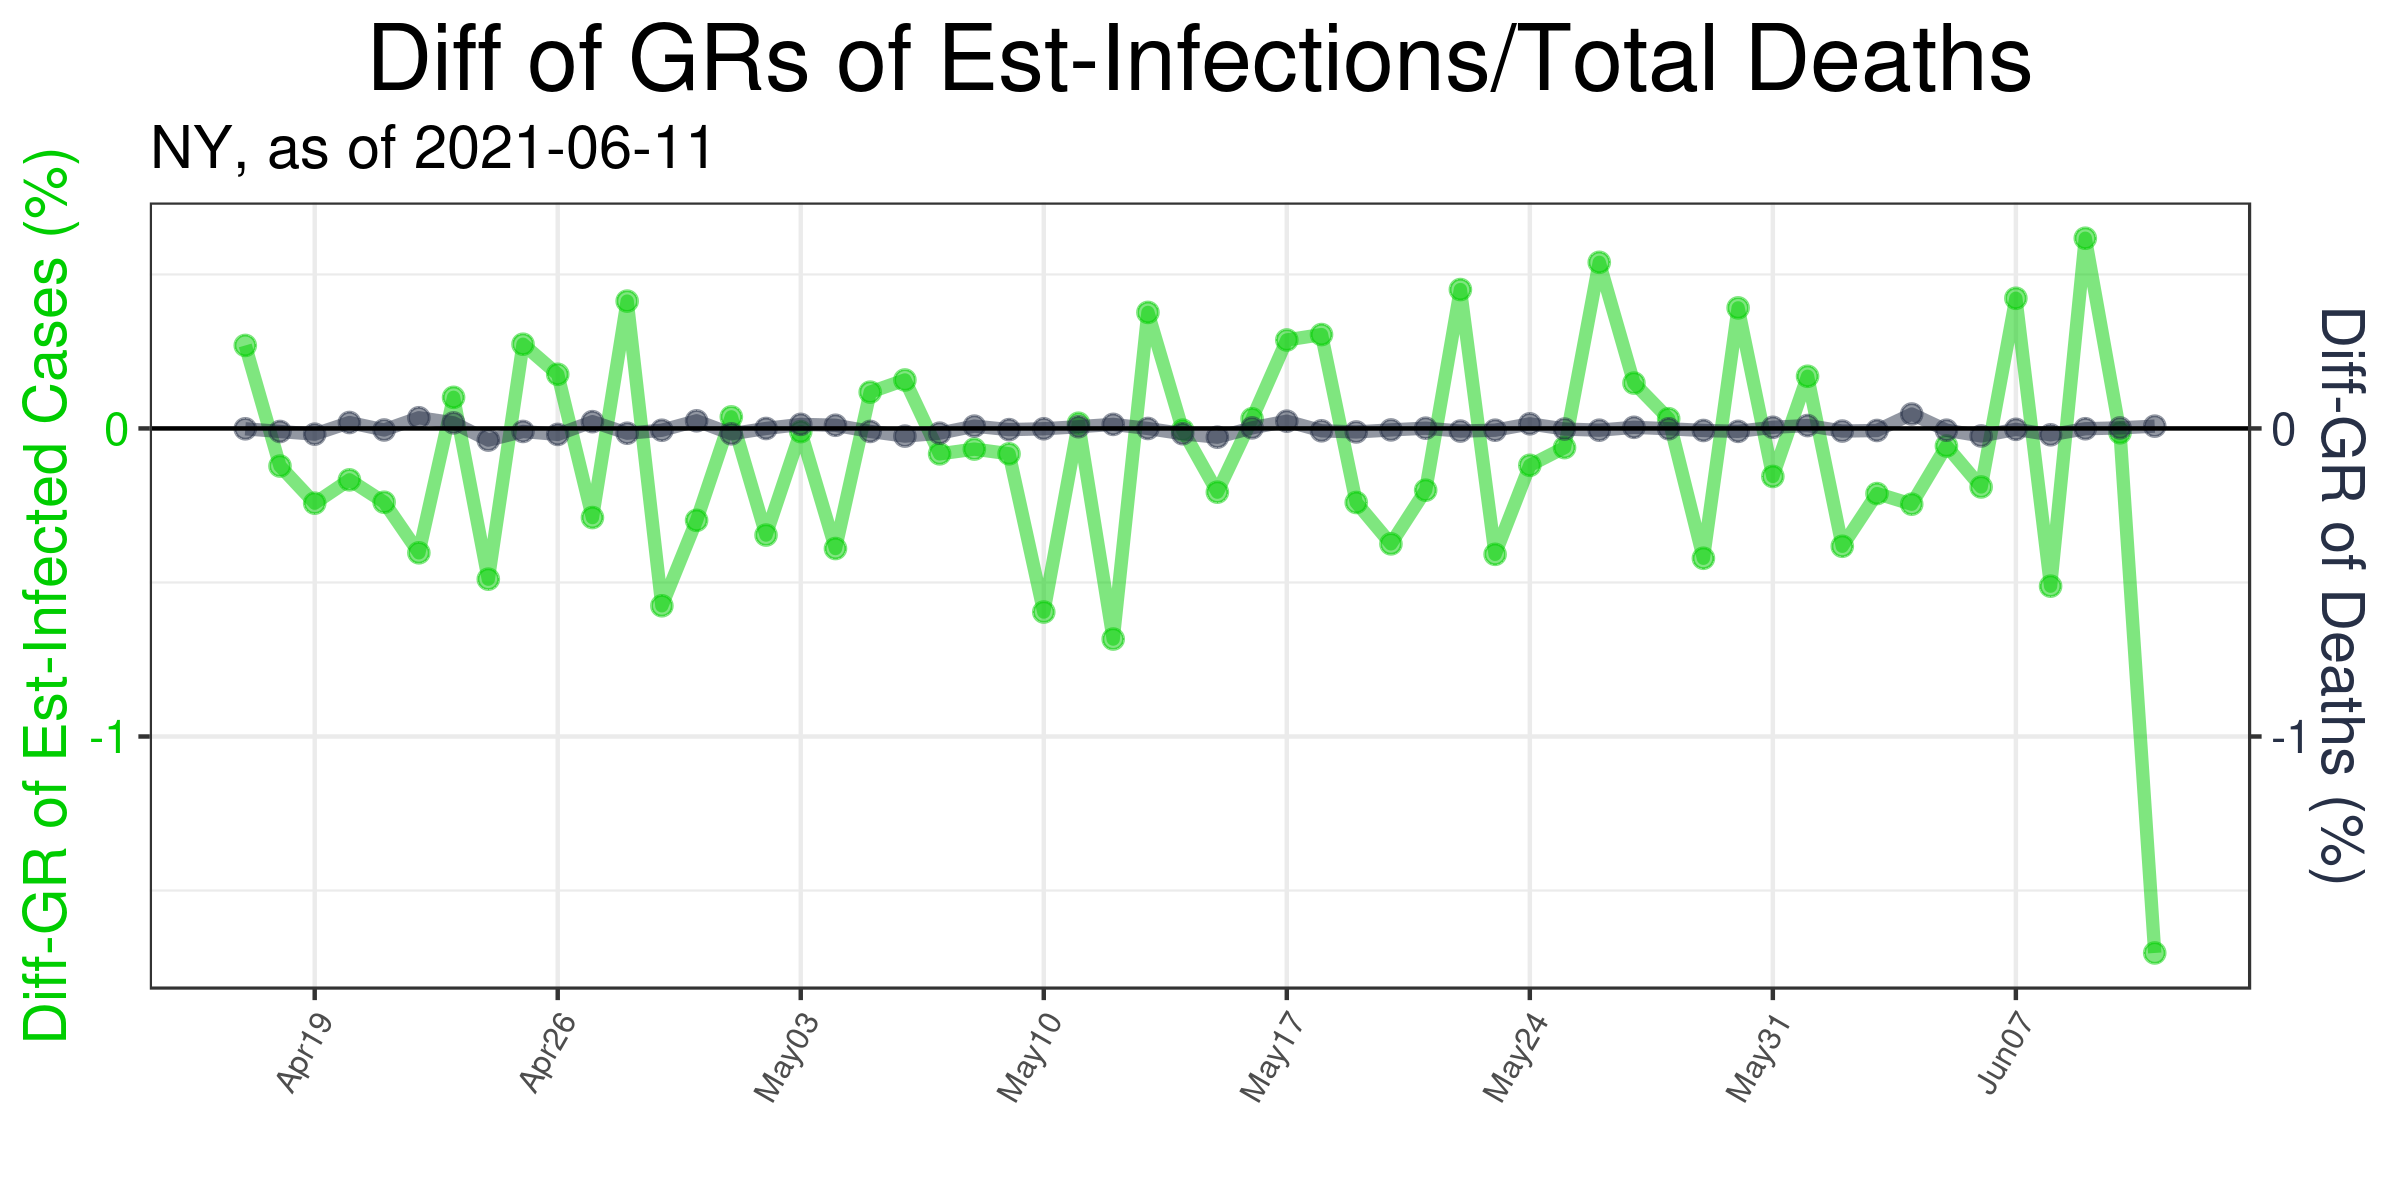 Diff of GRs of Est-Infections/Total Deaths
NY, as of 2021-06-11
Diff-GR of Est-Infected Cases (%)
0
-1
0
-1
Diff-GR of Deaths (%)
Apr19
Apr26
May03
May10
May17
May24
May31
Jun07